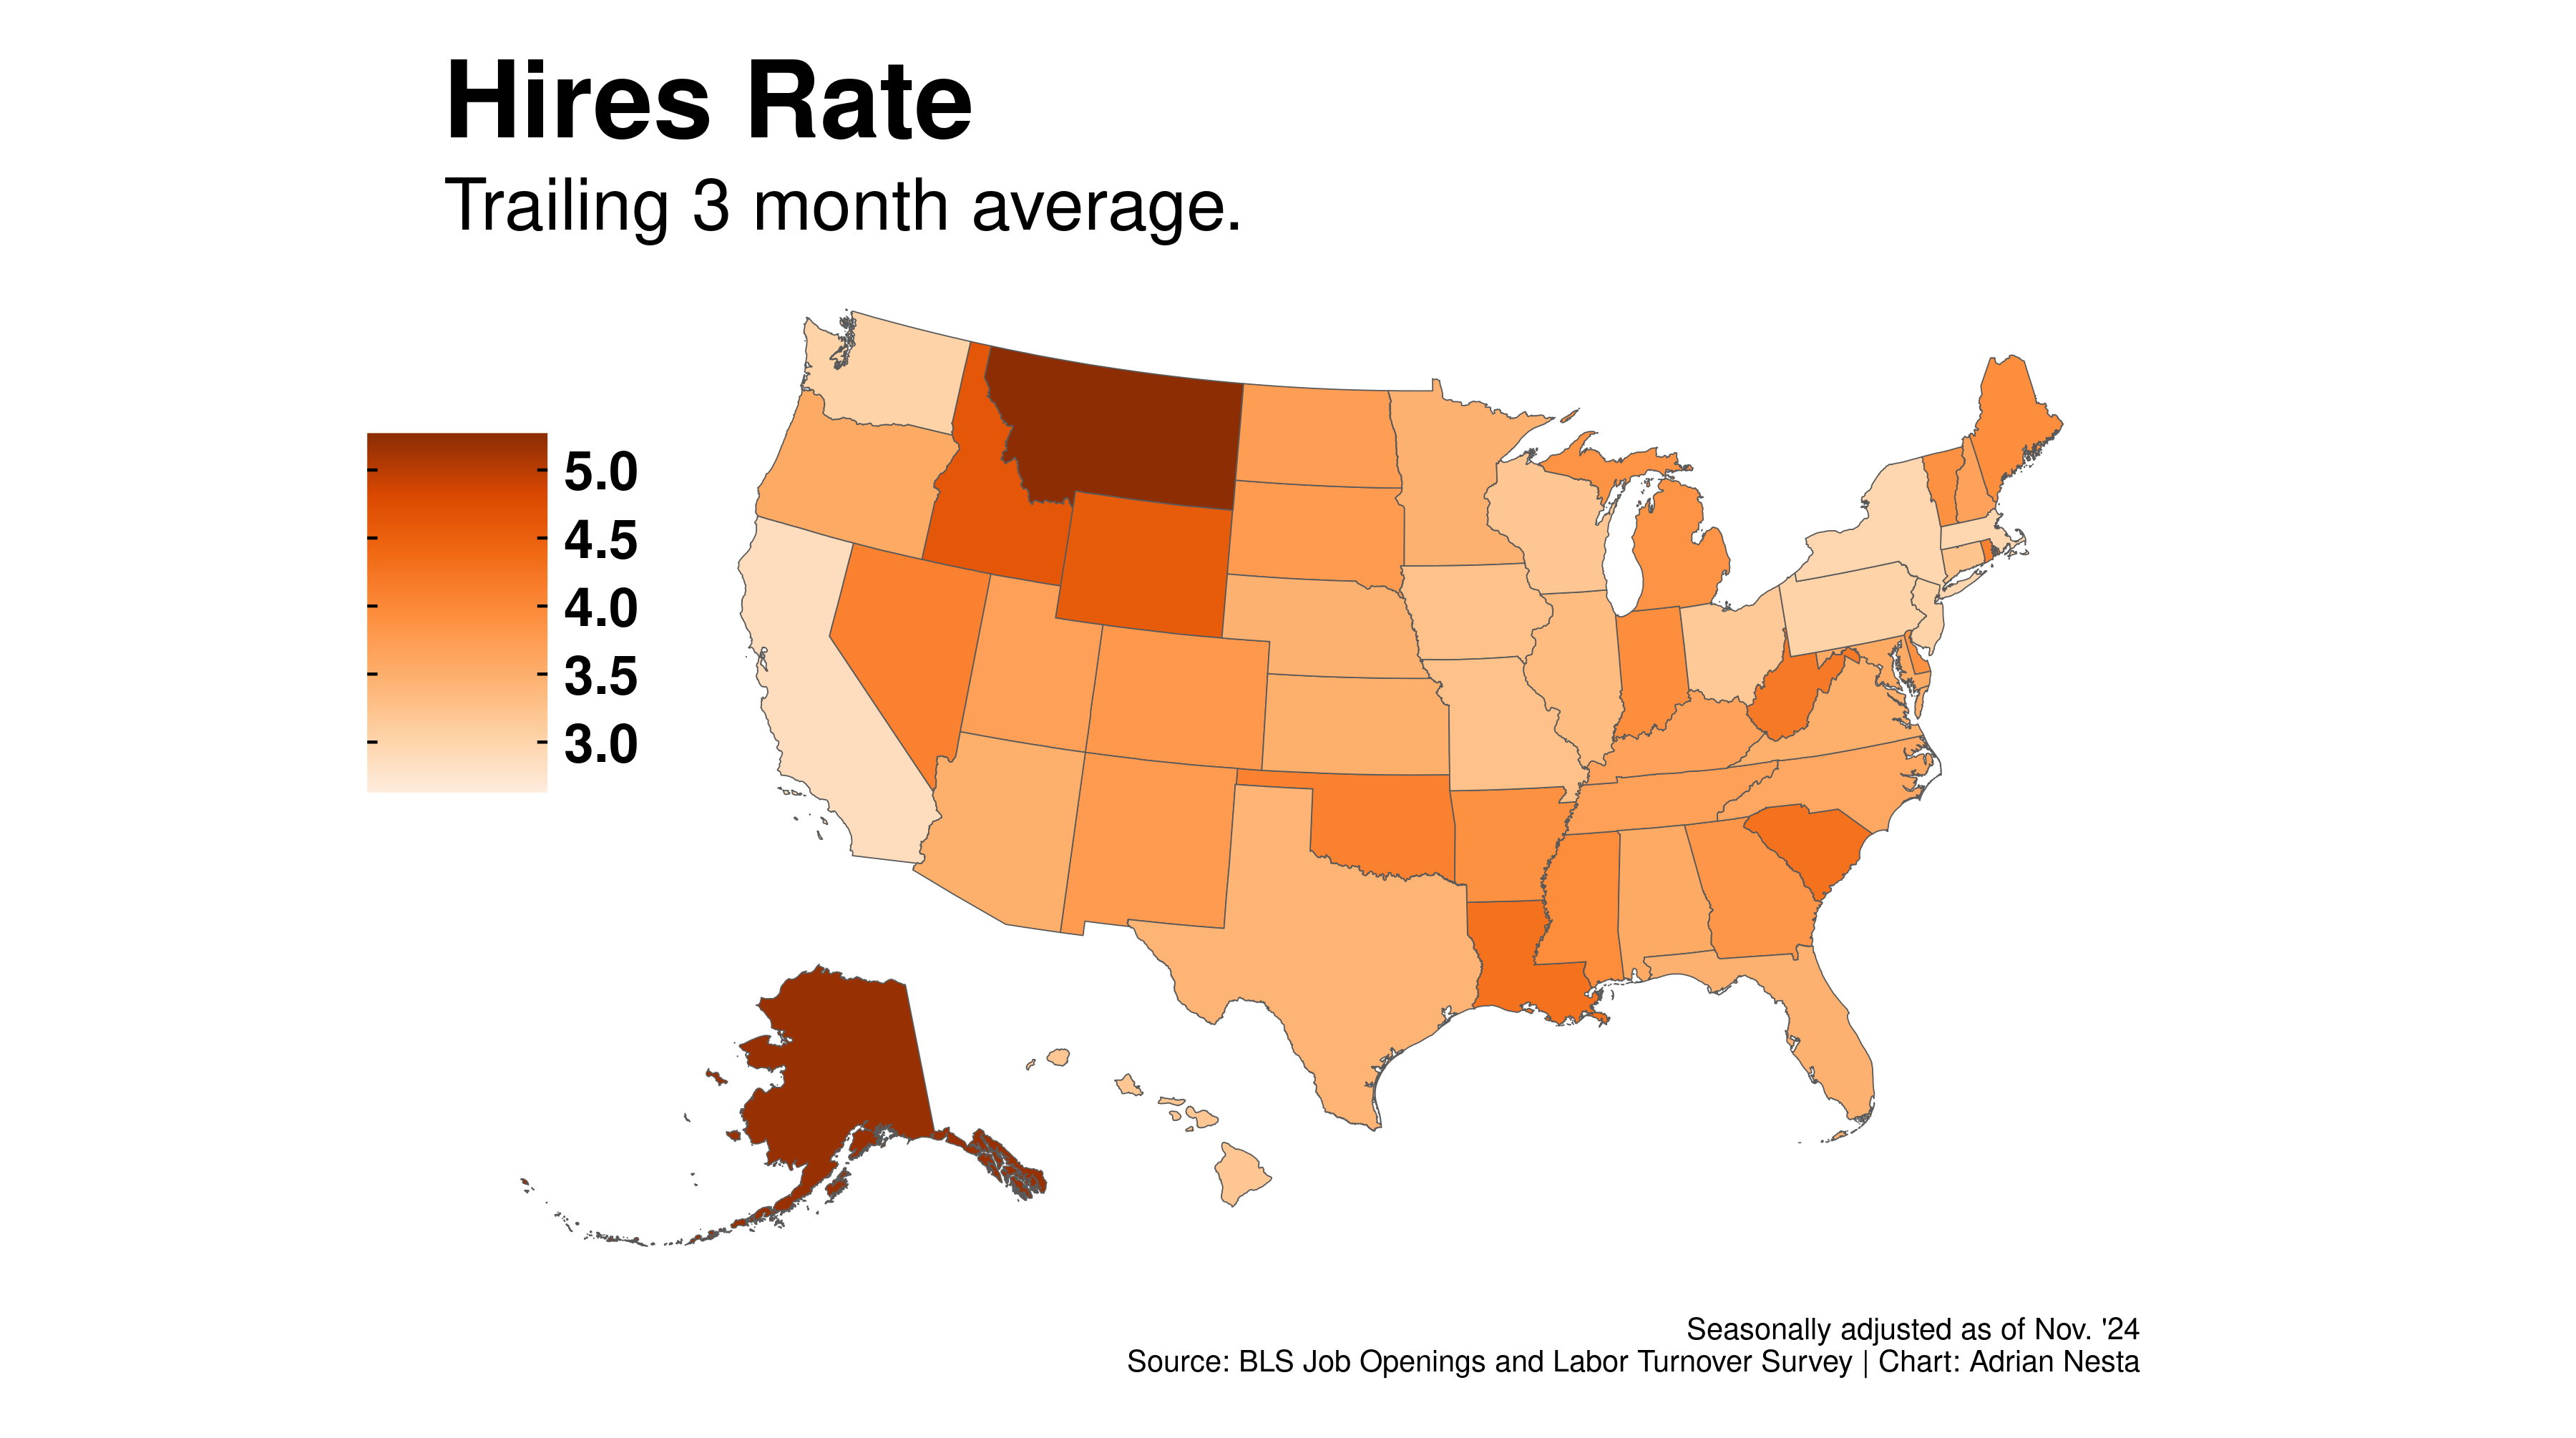 Hires Rate
Trailing 3 month average.
5.0
4.5
4.0
3.5
3.0
Seasonally adjusted as of Nov. '24
Source: BLS Job Openings and Labor Turnover Survey | Chart: Adrian Nesta